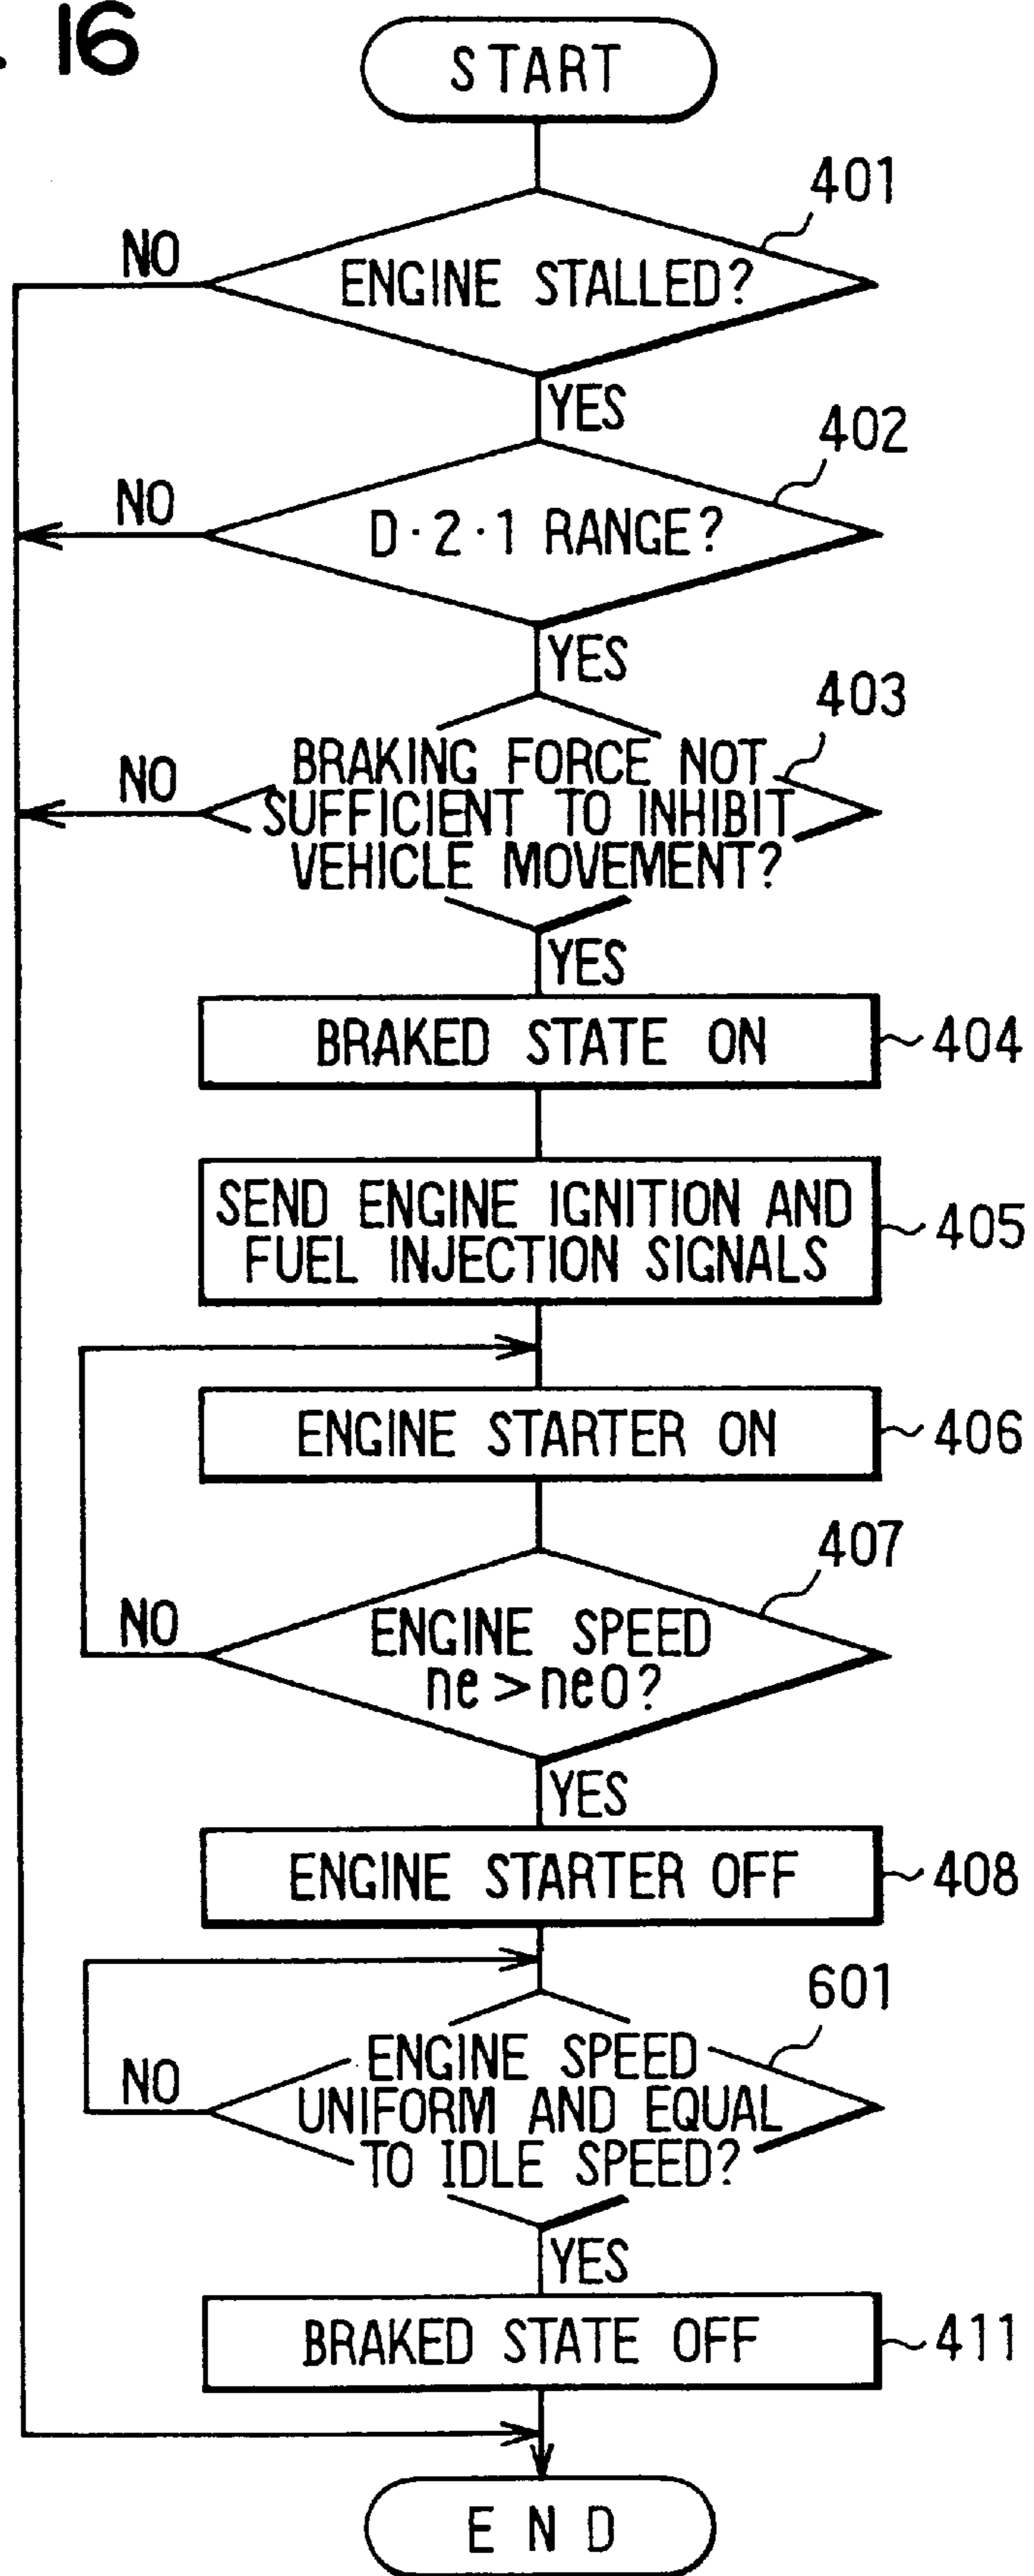 . 16
START
401
NO
ENGINE STALLED?
YES
402
NO
D·2·1 RANGE?
YES
403
NO
BRAKING FORCE NOT
SUFFICIENT TO INHIBIT
VEHICLE MOVEMENT?
YES
BRAKED STATE ON
404
SEND ENGINE IGNITION AND
FUEL INJECTION SIGNALS
405
ENGINE STARTER ON
406
407
NO
ENGINE SPEED
ne > ne0?
YES
ENGINE STARTER OFF
408
601
NO
ENGINE SPEED
UNIFORM AND EQUAL
TO IDLE SPEED?
YES
BRAKED STATE OFF
411
END